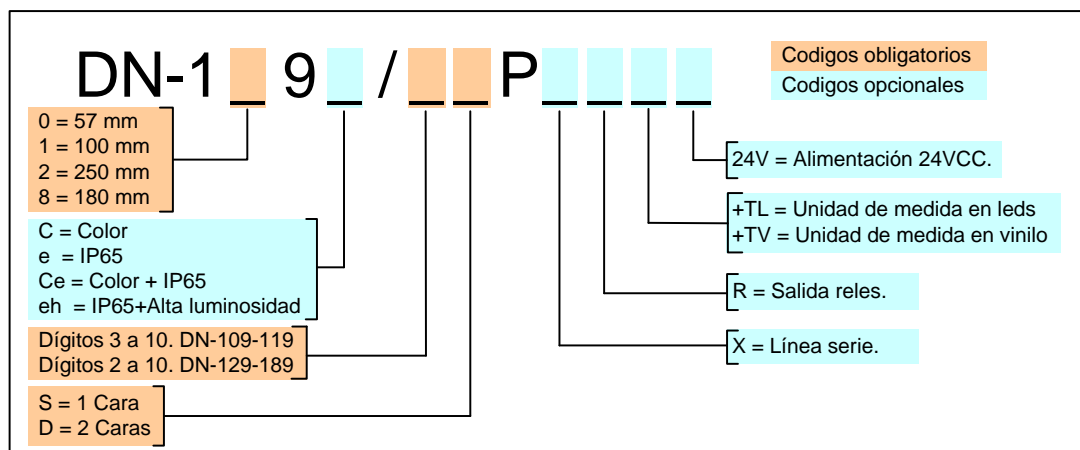 DN-1_ 9_ / _ _ P_ _ _ _
Codigos obligatorios
Codigos opcionales
0 = 57 mm
1 = 100 mm
2 = 250 mm
8 = 180 mm
24V = Alimentación 24VCC.
+TL = Unidad de medida en leds
+TV = Unidad de medida en vinilo
C = Color
e = IP65
Ce = Color + IP65
eh = IP65+Alta luminosidad
R = Salida reles.
X = Línea serie.
Dígitos 3 a 10. DN-109-119
Dígitos 2 a 10. DN-129-189
S = 1 Cara
D = 2 Caras